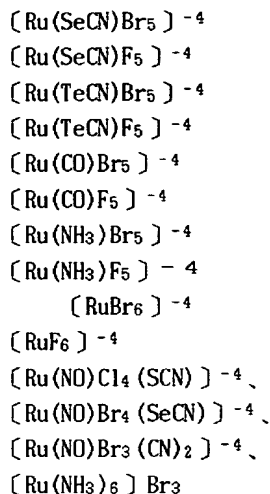 〔Ru(SeCN)Br5〕-4
〔Ru(SeCN)F5〕-4
〔Ru(TeCN)Br5〕-4
〔Ru(TeCN)F5〕-4
〔Ru(CO)Br5〕-4
〔Ru(CO)F5〕-4
〔Ru(NH3)Br5〕-4
〔Ru(NH3)F5〕- 4
〔RuBr6〕-4
〔RuF6〕-4
〔Ru(NO)Cl4(SCN)〕-4、
〔Ru(NO)Br4(SeCN)〕-4、
〔Ru(NO)Br3(CN)2〕-4、
〔Ru(NH3)6〕Br3